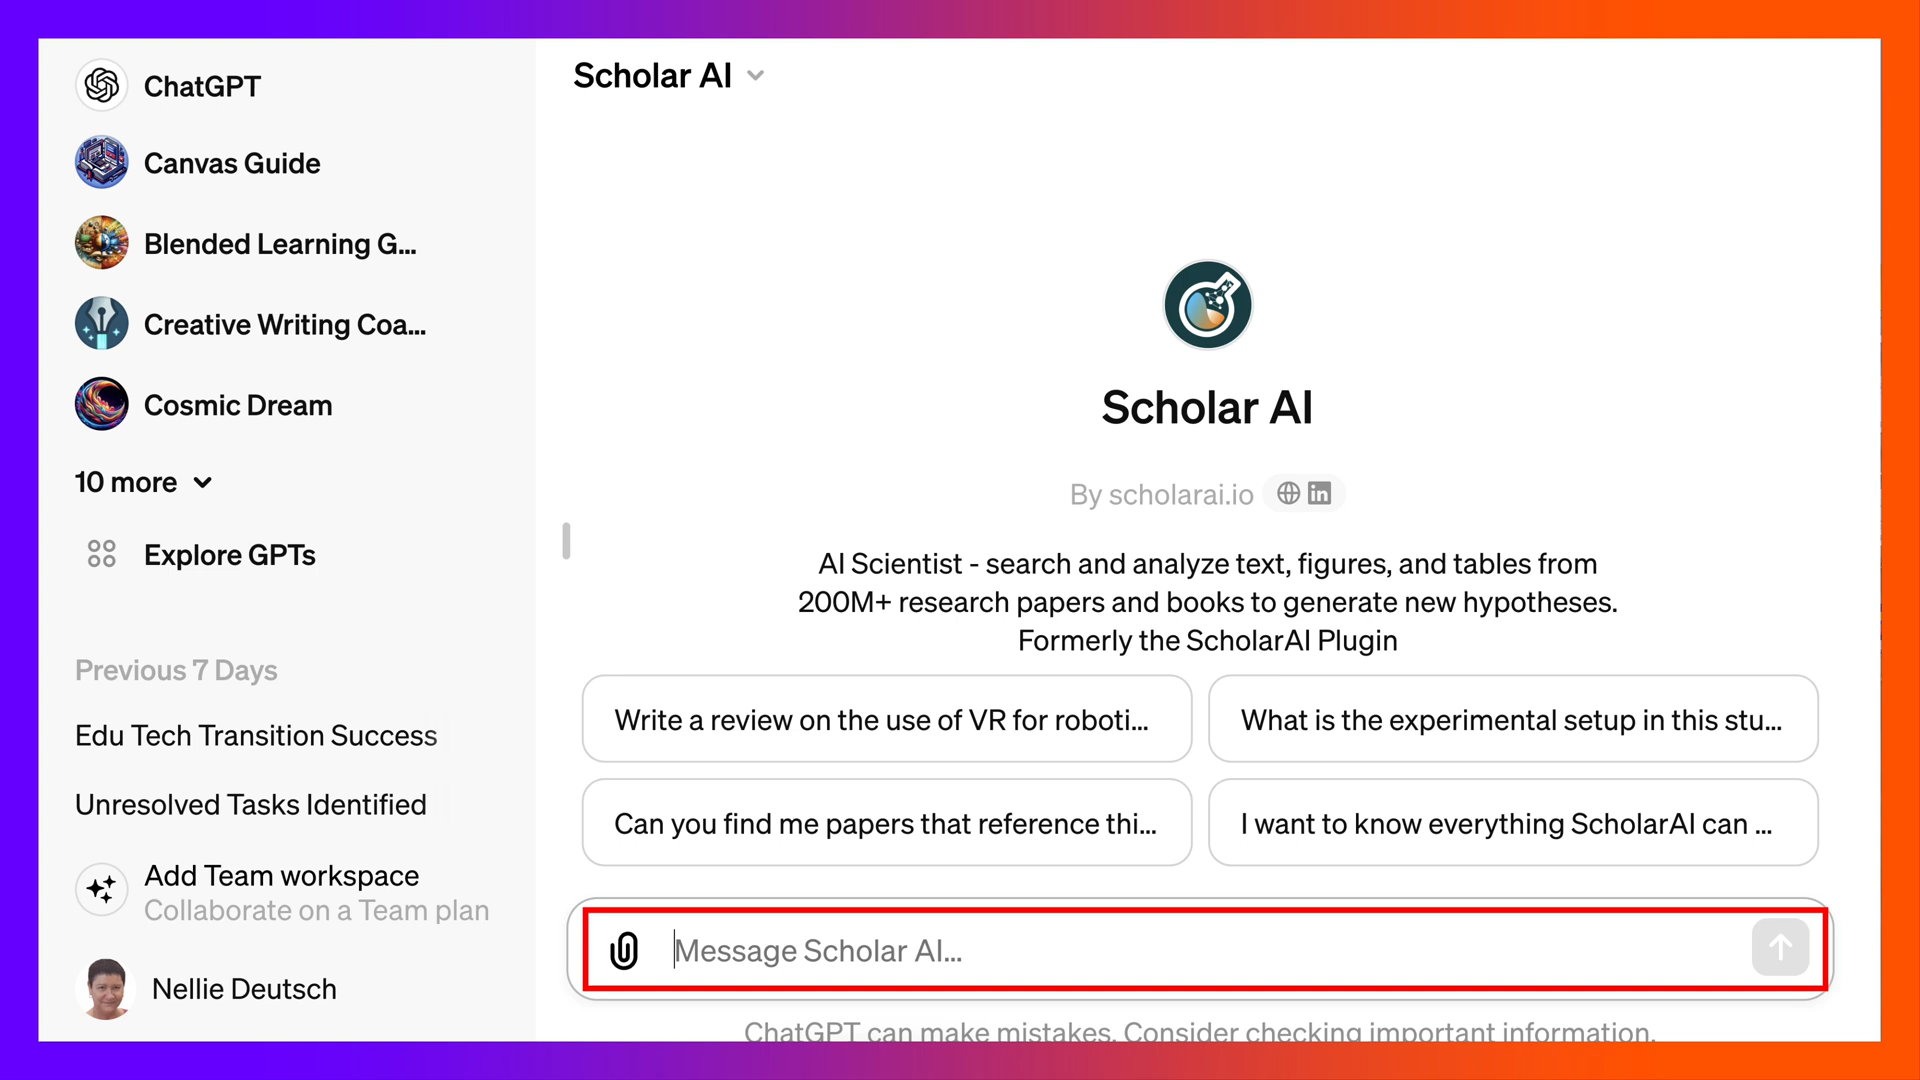 ChatGPT
Canvas Guide
Blended Learning G...
Creative Writing Coa...
Cosmic Dream
10 more
Explore GPTs
Previous 7 Days
Edu Tech Transition Success
Unresolved Tasks Identified
Add Team workspace
Collaborate on a Team plan
Nellie Deutsch
Scholar AI
Scholar AI
By scholarai.io
in
AI Scientist - search and analyze text, figures, and tables from
200M+ research papers and books to generate new hypotheses.
Formerly the ScholarAI Plugin
Write a review on the use of VR for roboti...
What is the experimental setup in this stu...
Can you find me papers that reference thi...
I want to know everything ScholarAI can ...
Message Scholar AI...
ChatGPT can make mistakes. Consider checking important information.